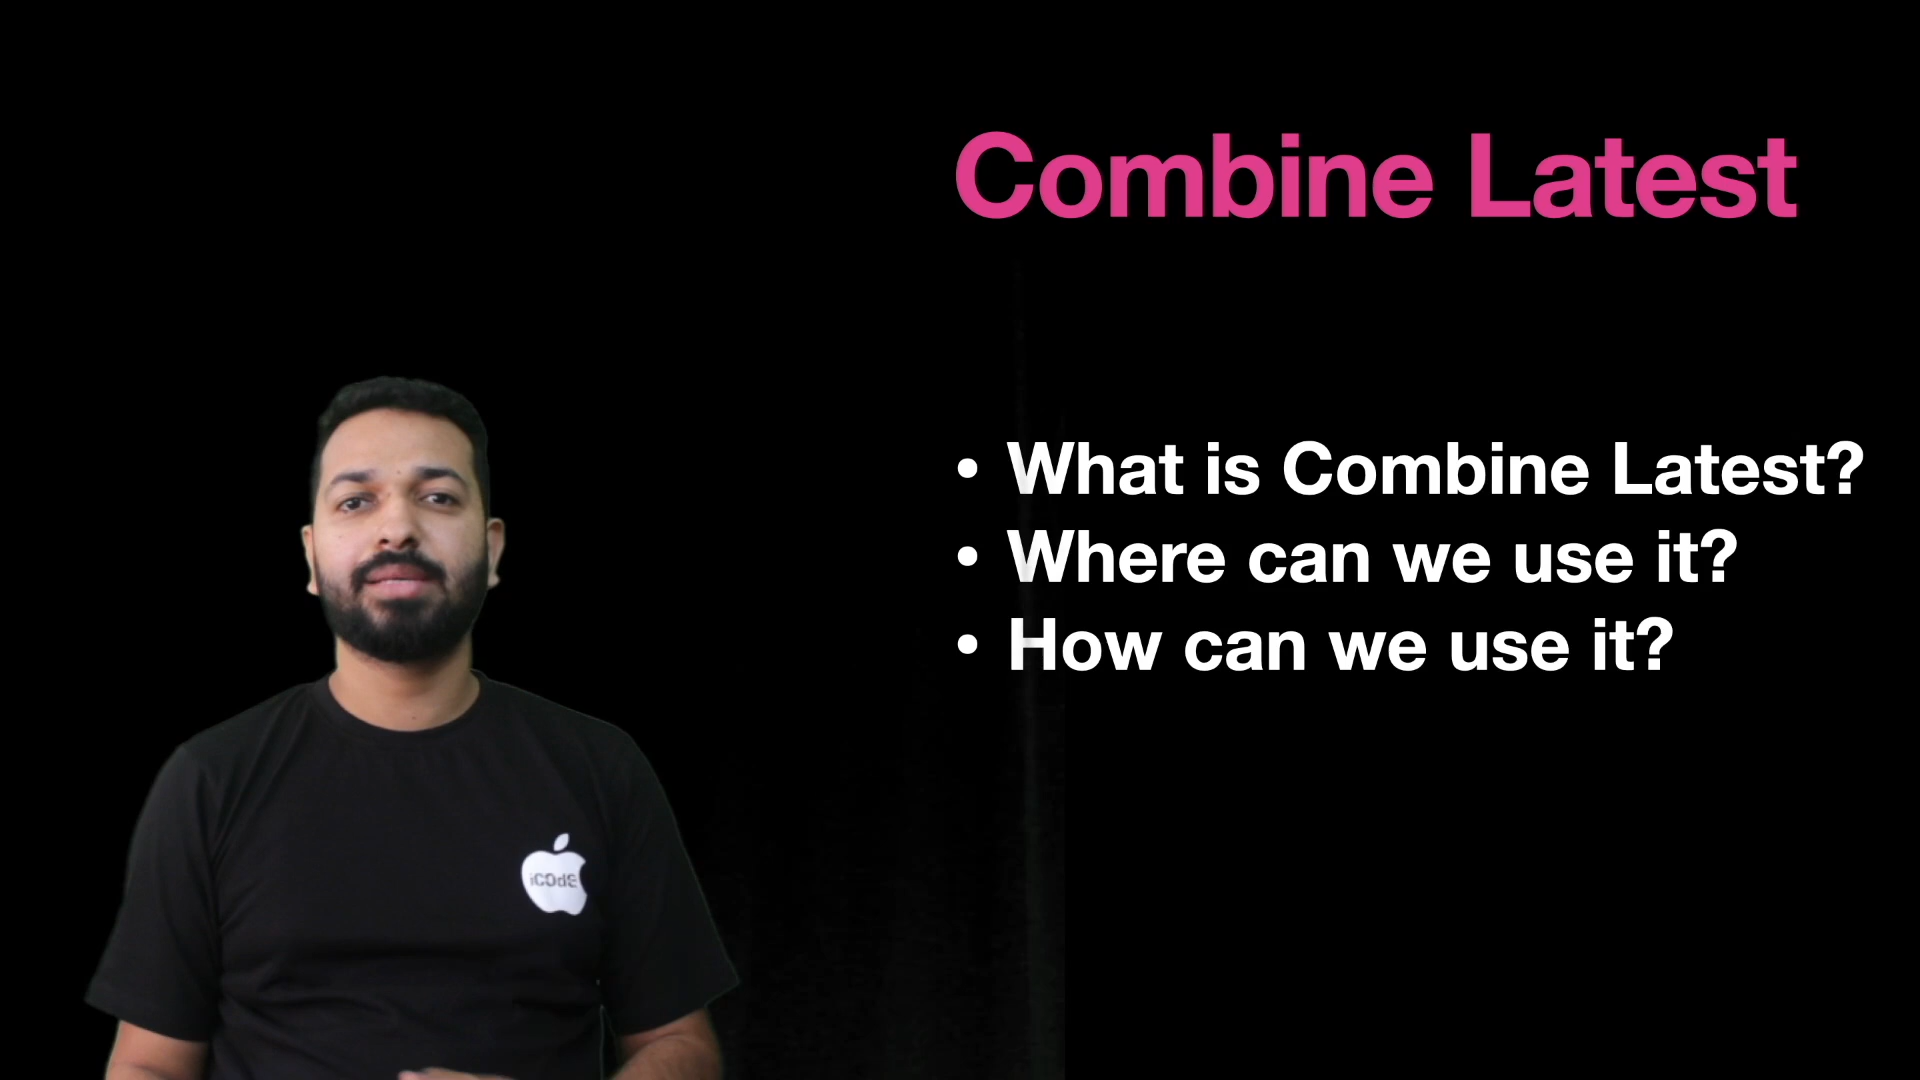 Combine Latest
• What is Combine Latest?
• Where can we use it?
• How can we use it?
iCOdE